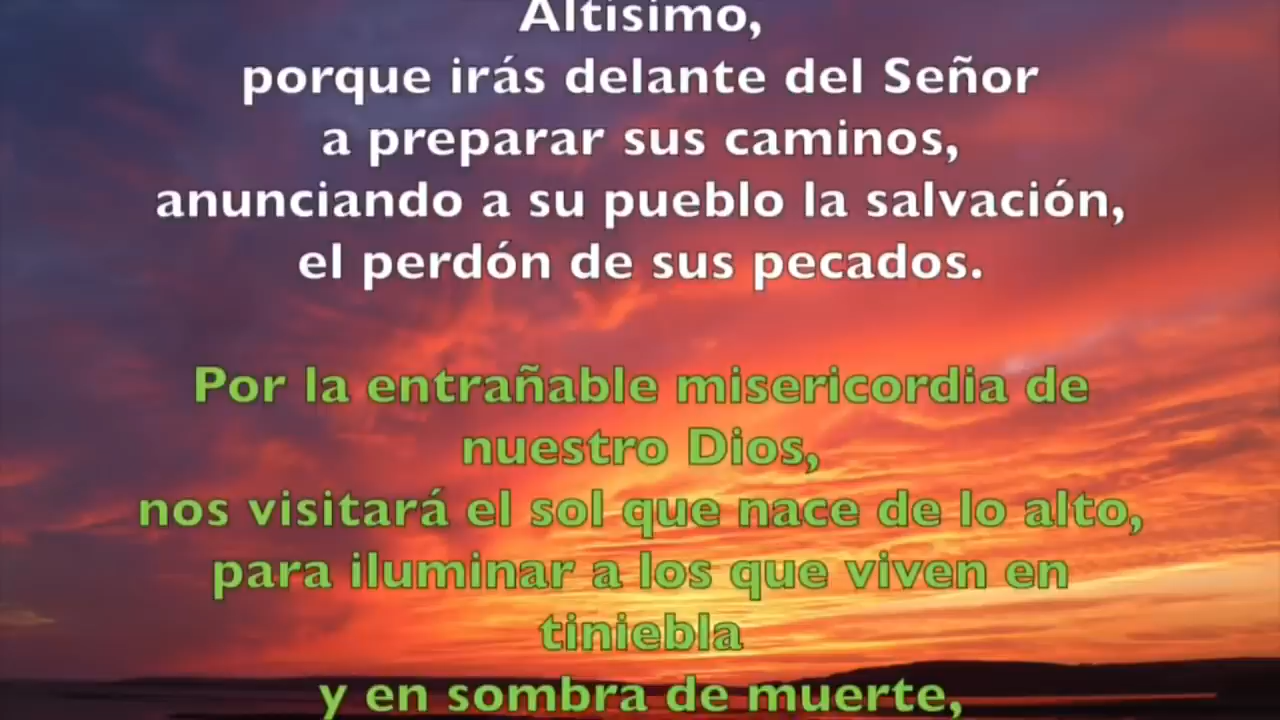 Altísimo,
porque irás delante del Señor
a preparar sus caminos,
anunciando a su pueblo la salvación,
el perdón de sus pecados.
Por la entrañable misericordia de
nuestro Dios,
nos visitará el sol que nace de lo alto,
para iluminar a los que viven en
tiniebla
y en sombra de muerte,